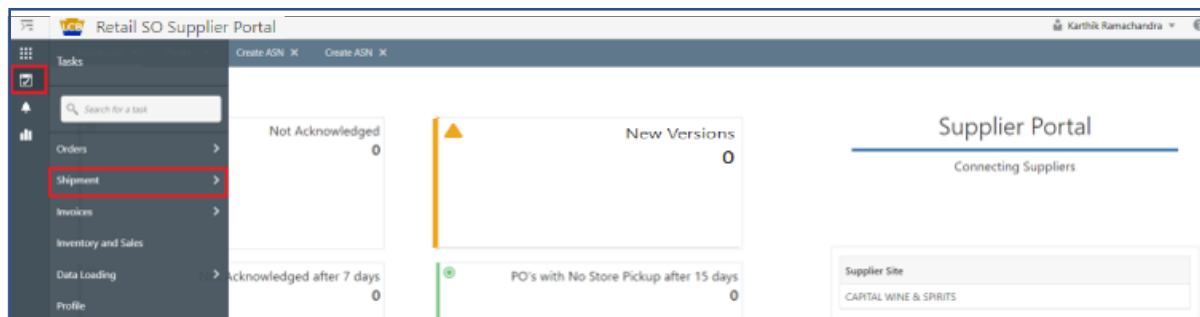 LCB Retail SO Supplier Portal
Karthik Ramachandra
Create ASN X
Create ASN X
Tasks
Search for a task
Orders
Shipment
Invoices
Inventory and Sales
Data Loading
Profile
Not Acknowledged
0
New Versions
0
Acknowledged after 7 days
0
PO's with No Store Pickup after 15 days
0
Supplier Portal
Connecting Suppliers
Supplier Site
CAPITAL WINE & SPIRITS